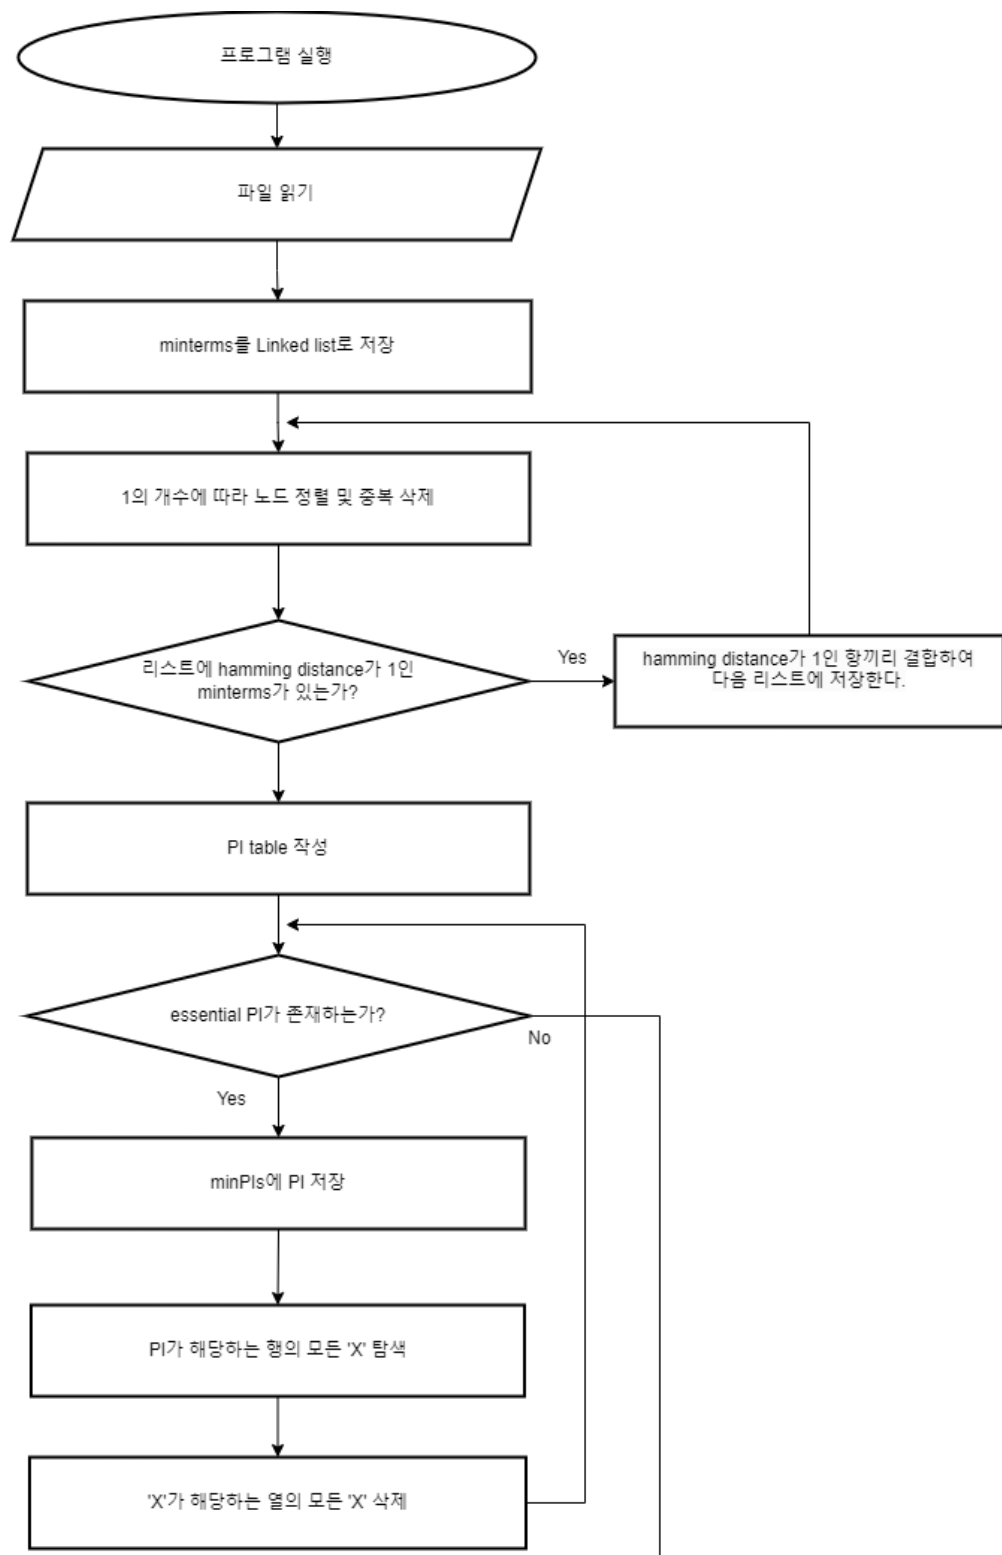 프로그램 실행
파일 읽기
minterms를 Linked list로 저장
1의 개수에 따라 노드 정렬 및 중복 삭제
리스트에 hamming distance가 1인
minterms가 있는가?
Yes
hamming distance가 1인 항끼리 결합하여
다음 리스트에 저장한다.
PI table 작성
essential PI가 존재하는가?
No
Yes
minPIs에 PI 저장
PI가 해당하는 행의 모든 'X' 탐색
'X'가 해당하는 열의 모든 'X' 삭제